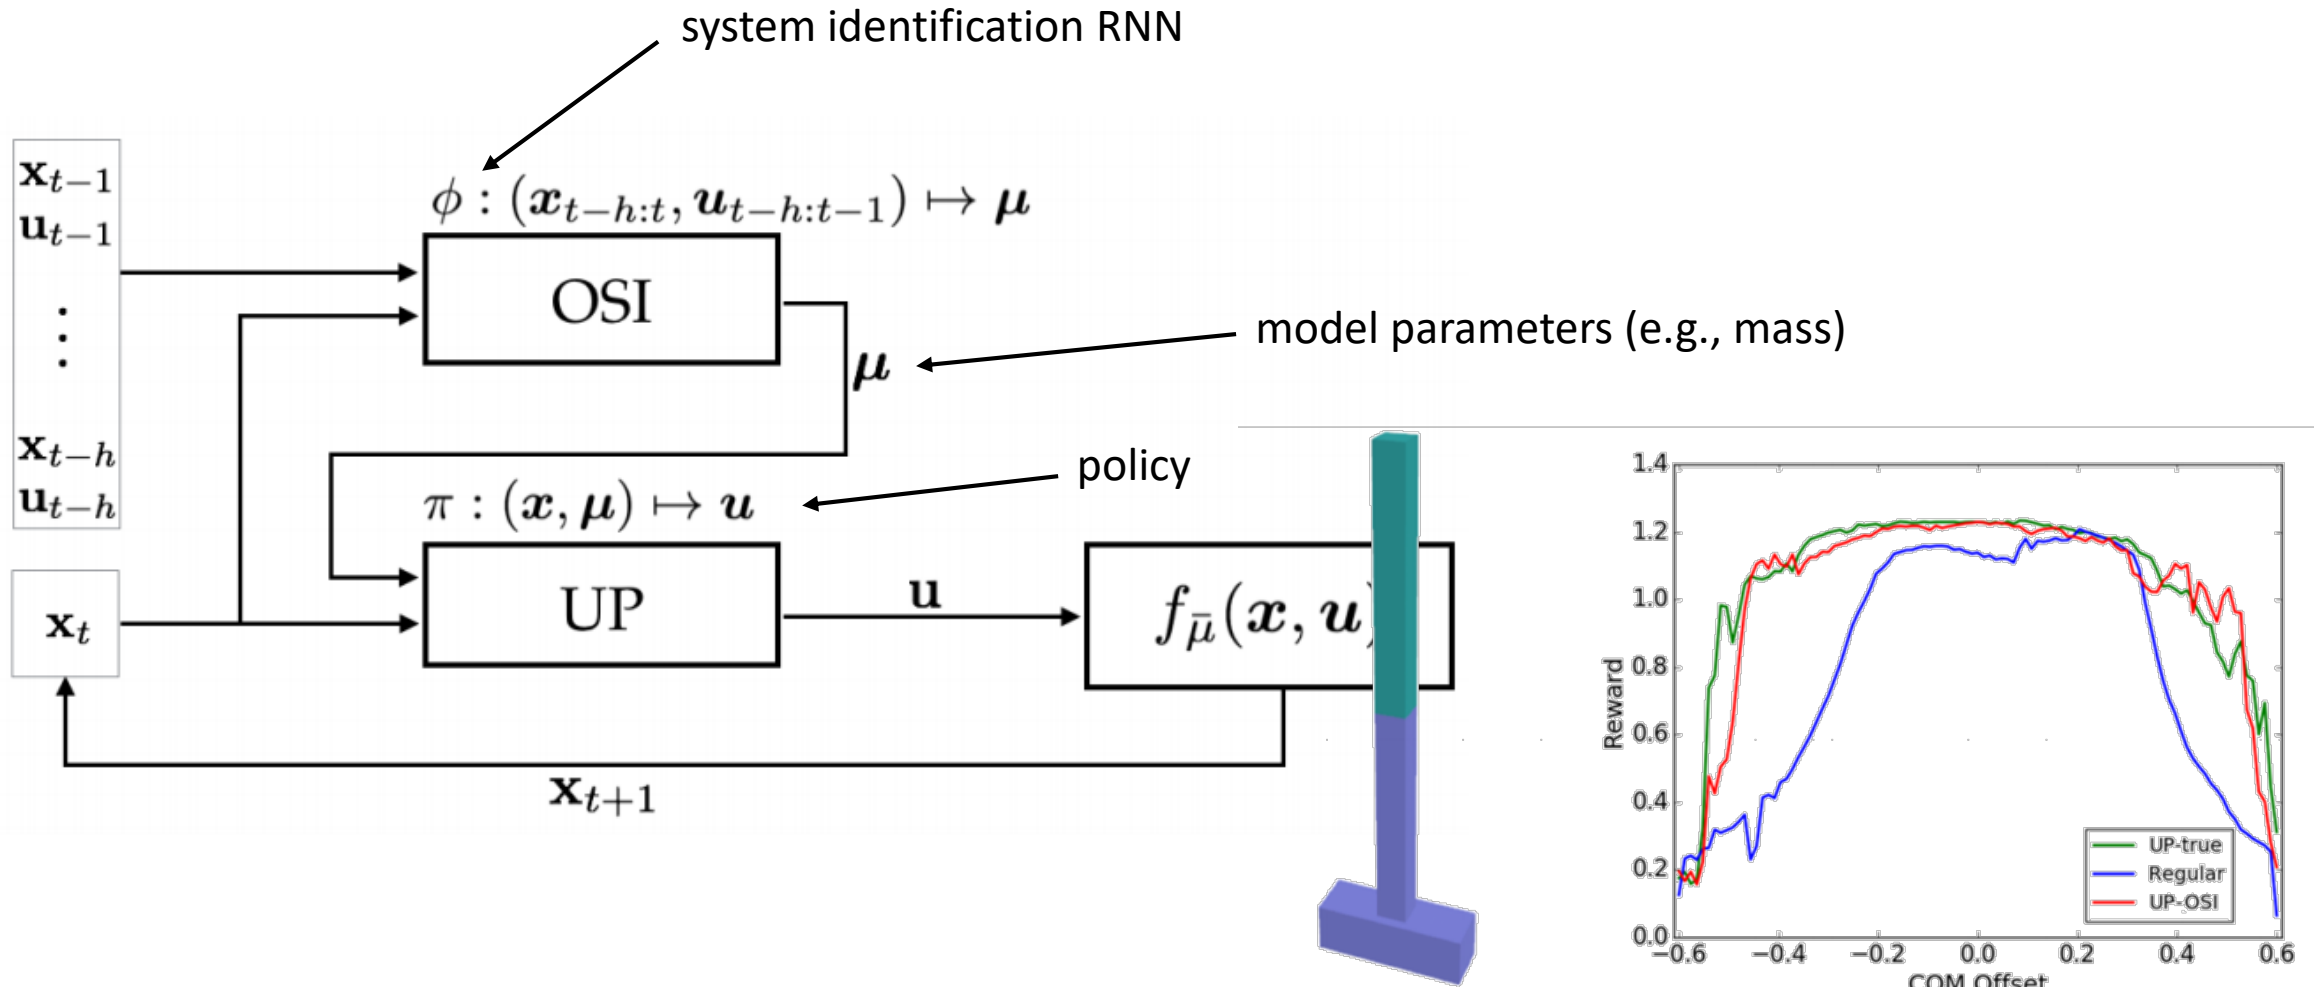 system identification RNN
x_{t−1}
u_{t−1}
⋮
x_{t−h}
u_{t−h}
ϕ : (x_{t−h:t}, u_{t−h:t−1}) ↦ μ
OSI
μ
model parameters (e.g., mass)
policy
π : (x, μ) ↦ u
x_t
UP
u
f_{μ̄}(x, u)
x_{t+1}
1.4
1.2
1.0
0.8
0.6
0.4
0.2
0.0
Reward
UP-true
Regular
UP-OSI
−0.6 −0.4 −0.2 0.0 0.2 0.4 0.6
COM Offset